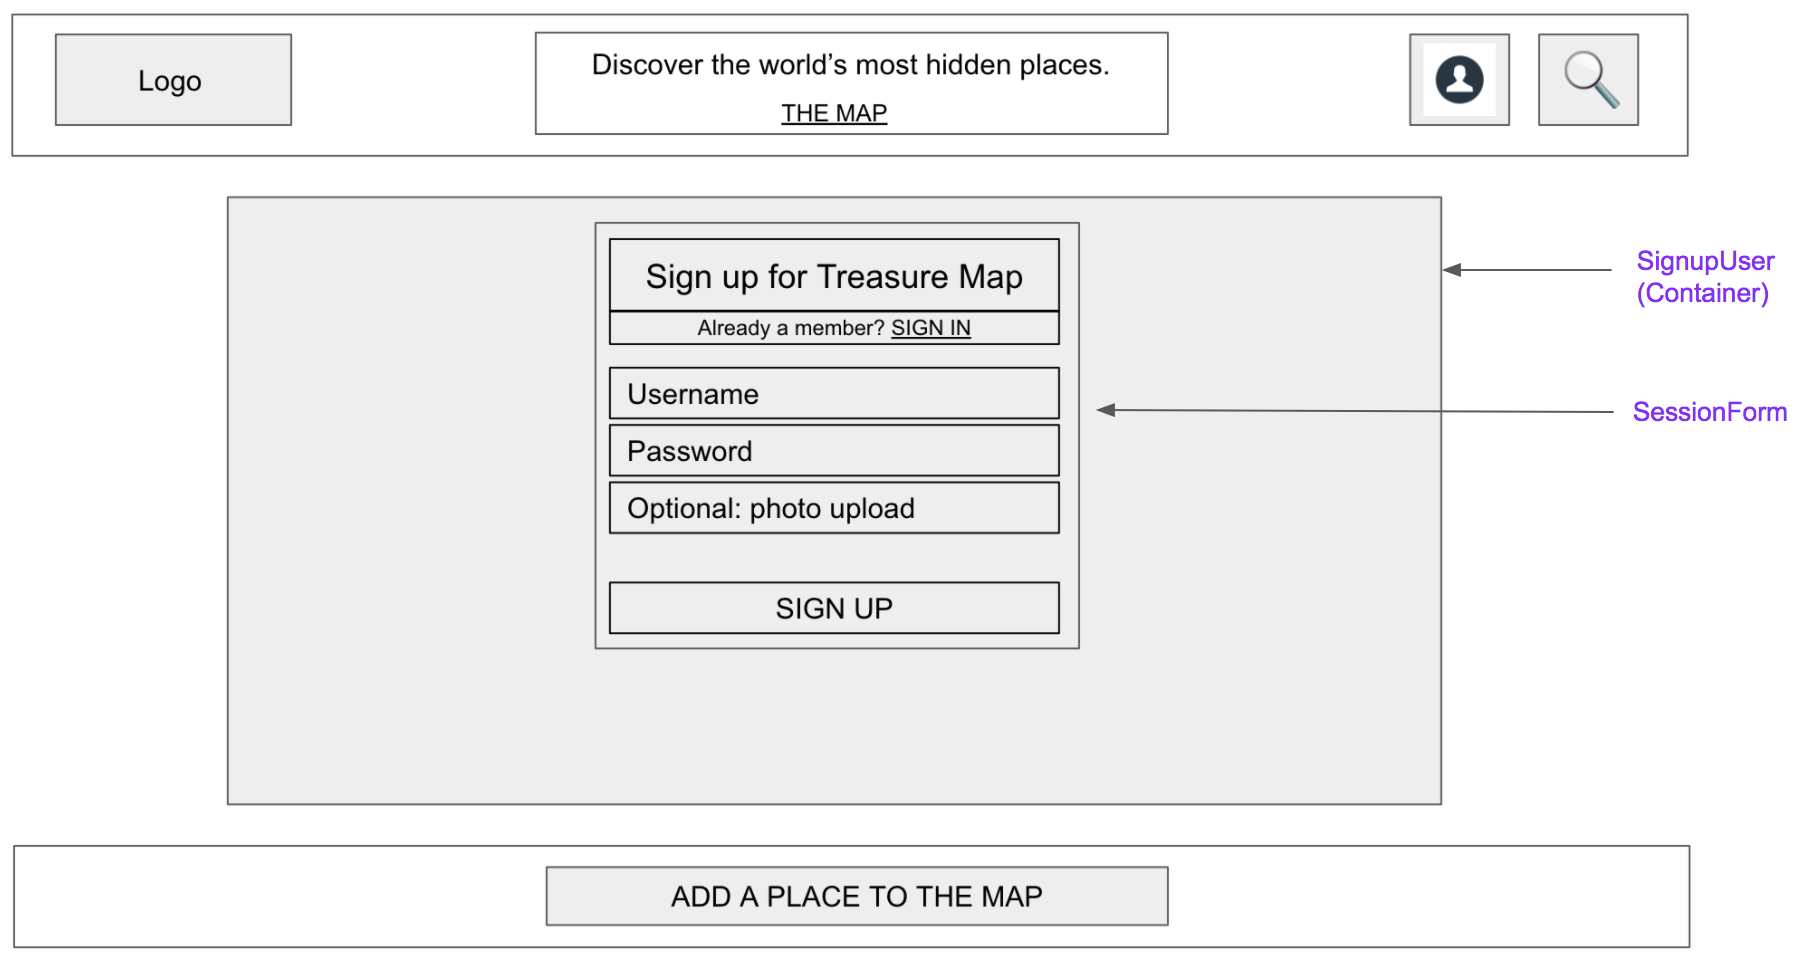 Logo
Discover the world’s most hidden places.
THE MAP
Sign up for Treasure Map
Already a member? SIGN IN
Username
Password
Optional: photo upload
SIGN UP
SignupUser
(Container)
SessionForm
ADD A PLACE TO THE MAP